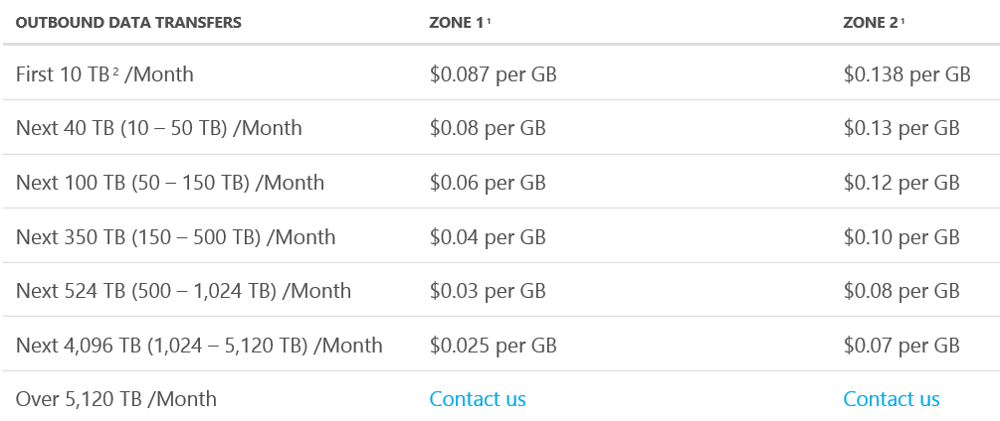 OUTBOUND DATA TRANSFERS ZONE 1¹ ZONE 2¹
First 10 TB² /Month $0.087 per GB $0.138 per GB
Next 40 TB (10 – 50 TB) /Month $0.08 per GB $0.13 per GB
Next 100 TB (50 – 150 TB) /Month $0.06 per GB $0.12 per GB
Next 350 TB (150 – 500 TB) /Month $0.04 per GB $0.10 per GB
Next 524 TB (500 – 1,024 TB) /Month $0.03 per GB $0.08 per GB
Next 4,096 TB (1,024 – 5,120 TB) /Month $0.025 per GB $0.07 per GB
Over 5,120 TB /Month Contact us Contact us